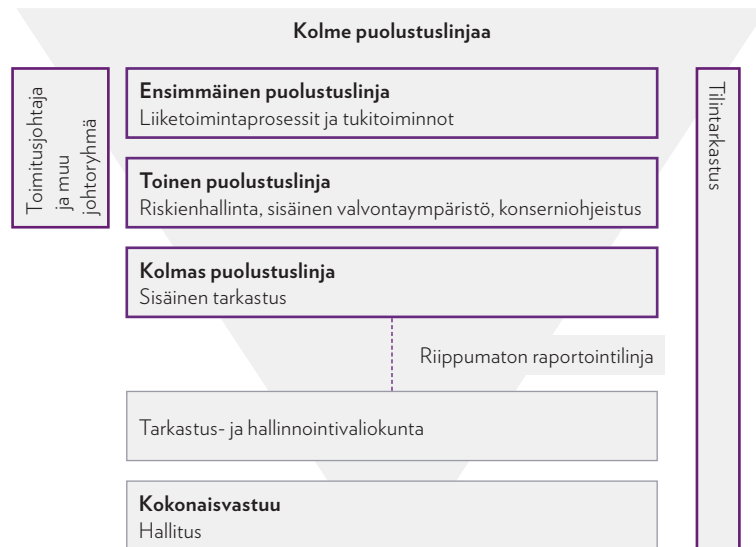 Kolme puolustuslinjaa
Toimitusjohtaja
ja muu
johtoryhmä
Ensimmäinen puolustuslinja
Liiketoimintaprosessit ja tukitoiminnot
Toinen puolustuslinja
Riskienhallinta, sisäinen valvontaympäristö, konserniohjeistus
Kolmas puolustuslinja
Sisäinen tarkastus
Riippumaton raportointilinja
Tarkastus- ja hallinnointivaliokunta
Kokonaisvastuu
Hallitus
Tilintarkastus